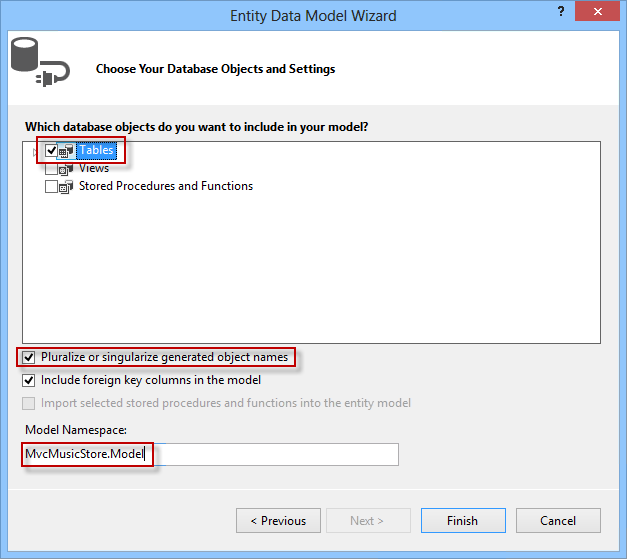 Entity Data Model Wizard
?
Choose Your Database Objects and Settings
Which database objects do you want to include in your model?
Tables
Views
Stored Procedures and Functions
Pluralize or singularize generated object names
Include foreign key columns in the model
Import selected stored procedures and functions into the entity model
Model Namespace:
MvcMusicStore.Model
< Previous
Next >
Finish
Cancel